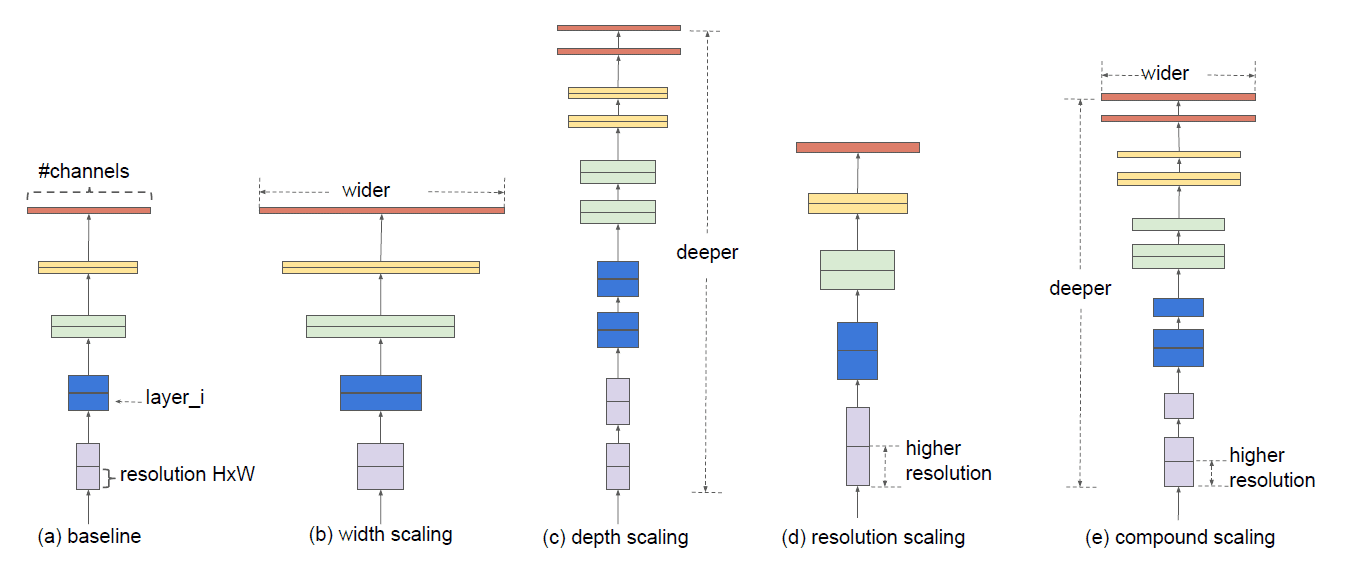 #channels
layer_i
resolution HxW
(a) baseline
wider
(b) width scaling
deeper
(c) depth scaling
higher
resolution
(d) resolution scaling
wider
deeper
higher
resolution
(e) compound scaling